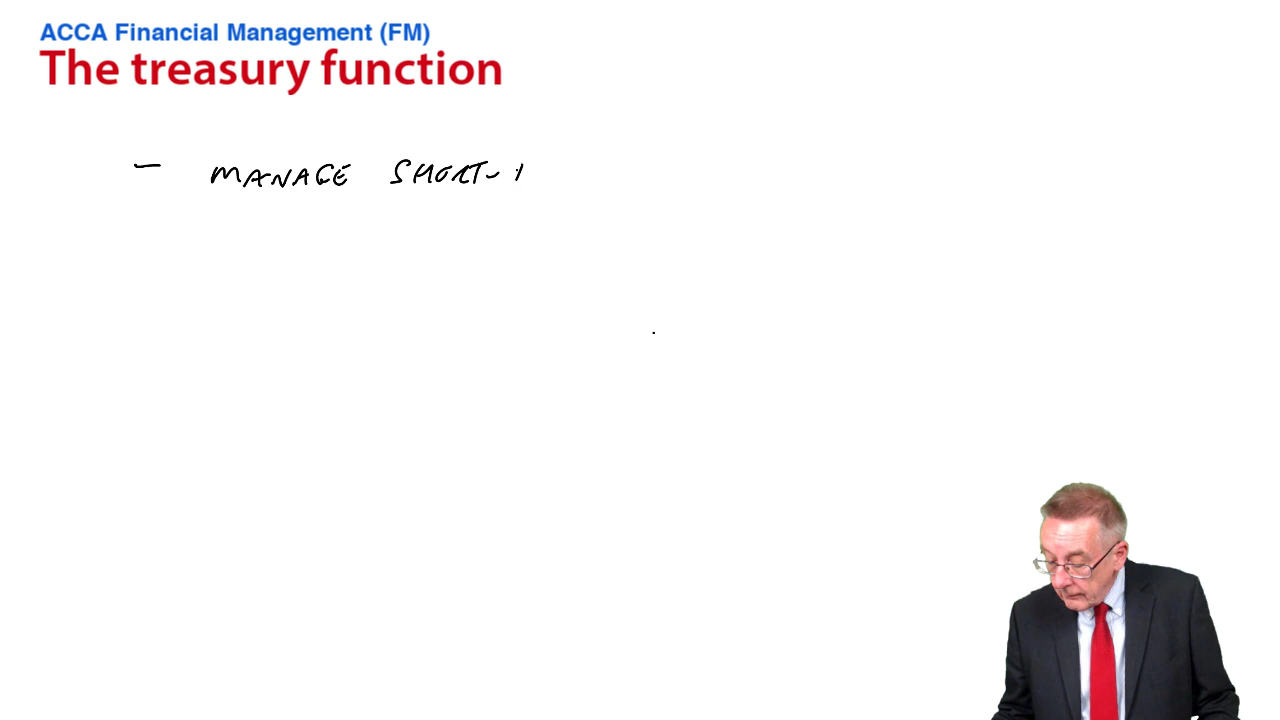 ACCA Financial Management (FM)
The treasury function
– MANAGE SHORT-